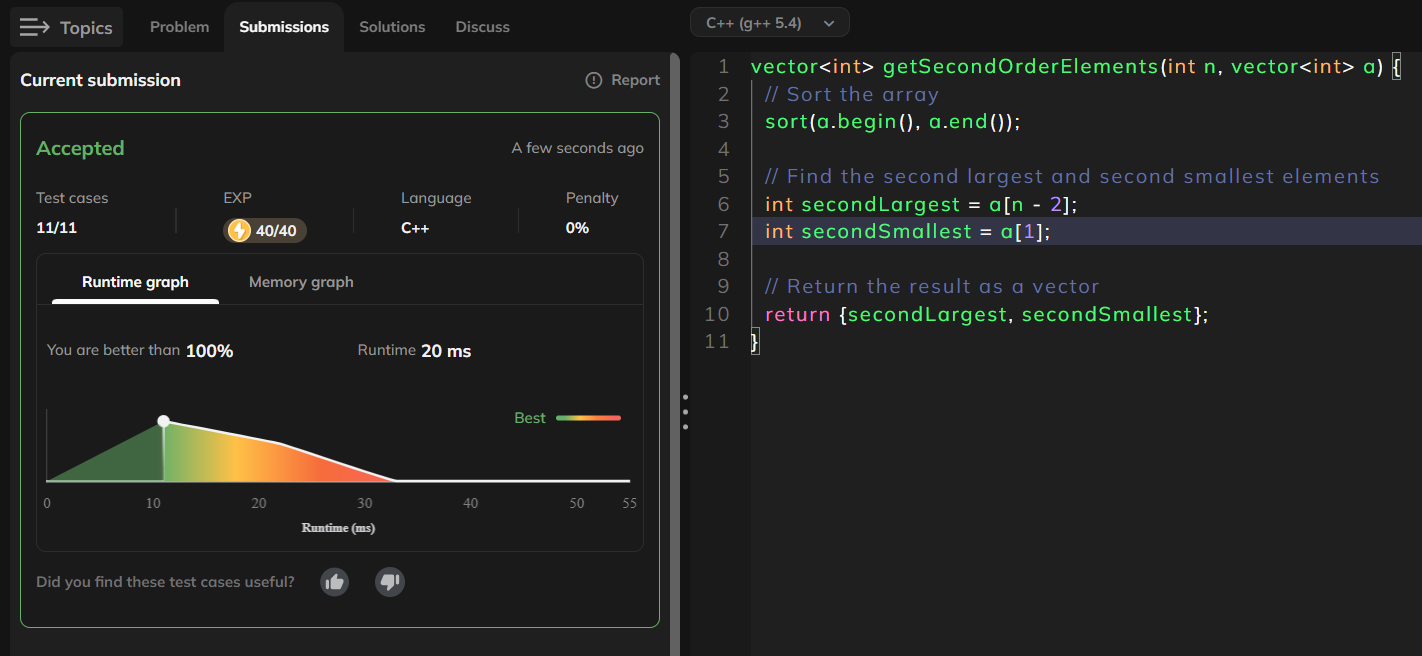 Topics Problem Submissions Solutions Discuss
Current submission Report
Accepted A few seconds ago
Test cases EXP Language Penalty
11/11 40/40 C++ 0%
Runtime graph Memory graph
You are better than 100% Runtime 20 ms
Best
0 10 20 30 40 50 55
Runtime (ms)
Did you find these test cases useful?
C++ (g++ 5.4)
1 vector<int> getSecondOrderElements(int n, vector<int> a) {
2 // Sort the array
3 sort(a.begin(), a.end());
4
5 // Find the second largest and second smallest elements
6 int secondLargest = a[n - 2];
7 int secondSmallest = a[1];
8
9 // Return the result as a vector
10 return {secondLargest, secondSmallest};
11 }